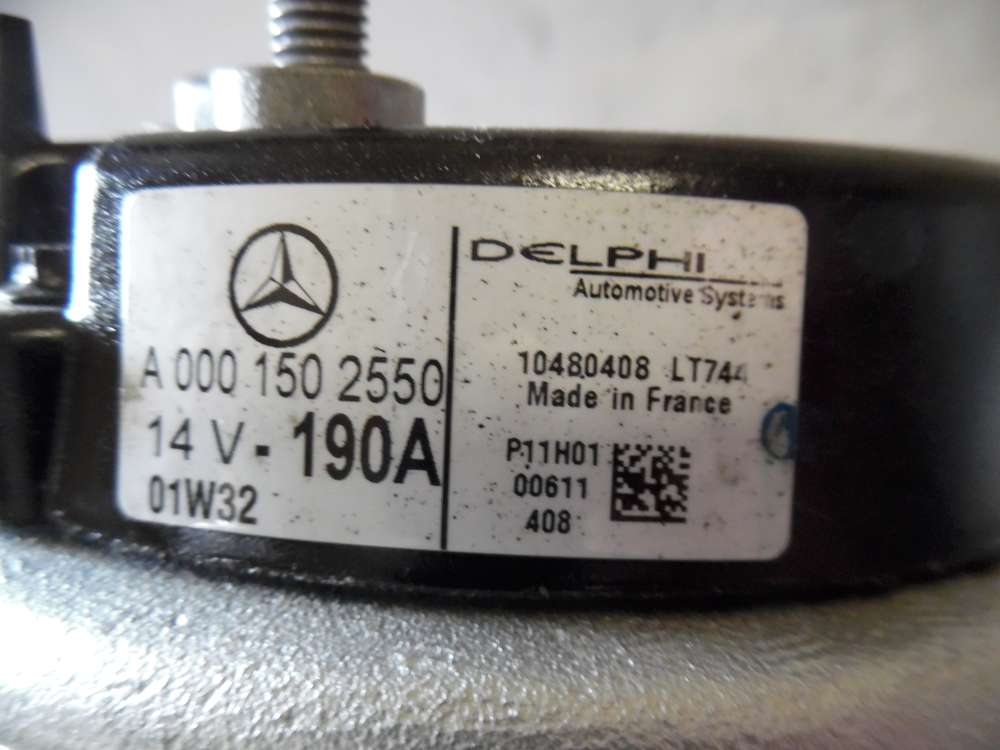 A 000 150 2550
14 V - 190A
01W32
DELPHI
Automotive Systems
10480408 LT744
Made in France
P11H01
00611
408